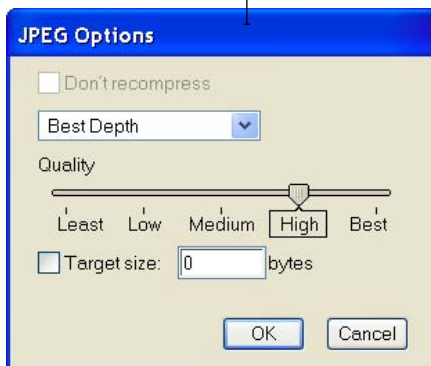 JPEG Options
Don't recompress
Best Depth
Quality
Least Low Medium High Best
Target size: 0 bytes
OK Cancel